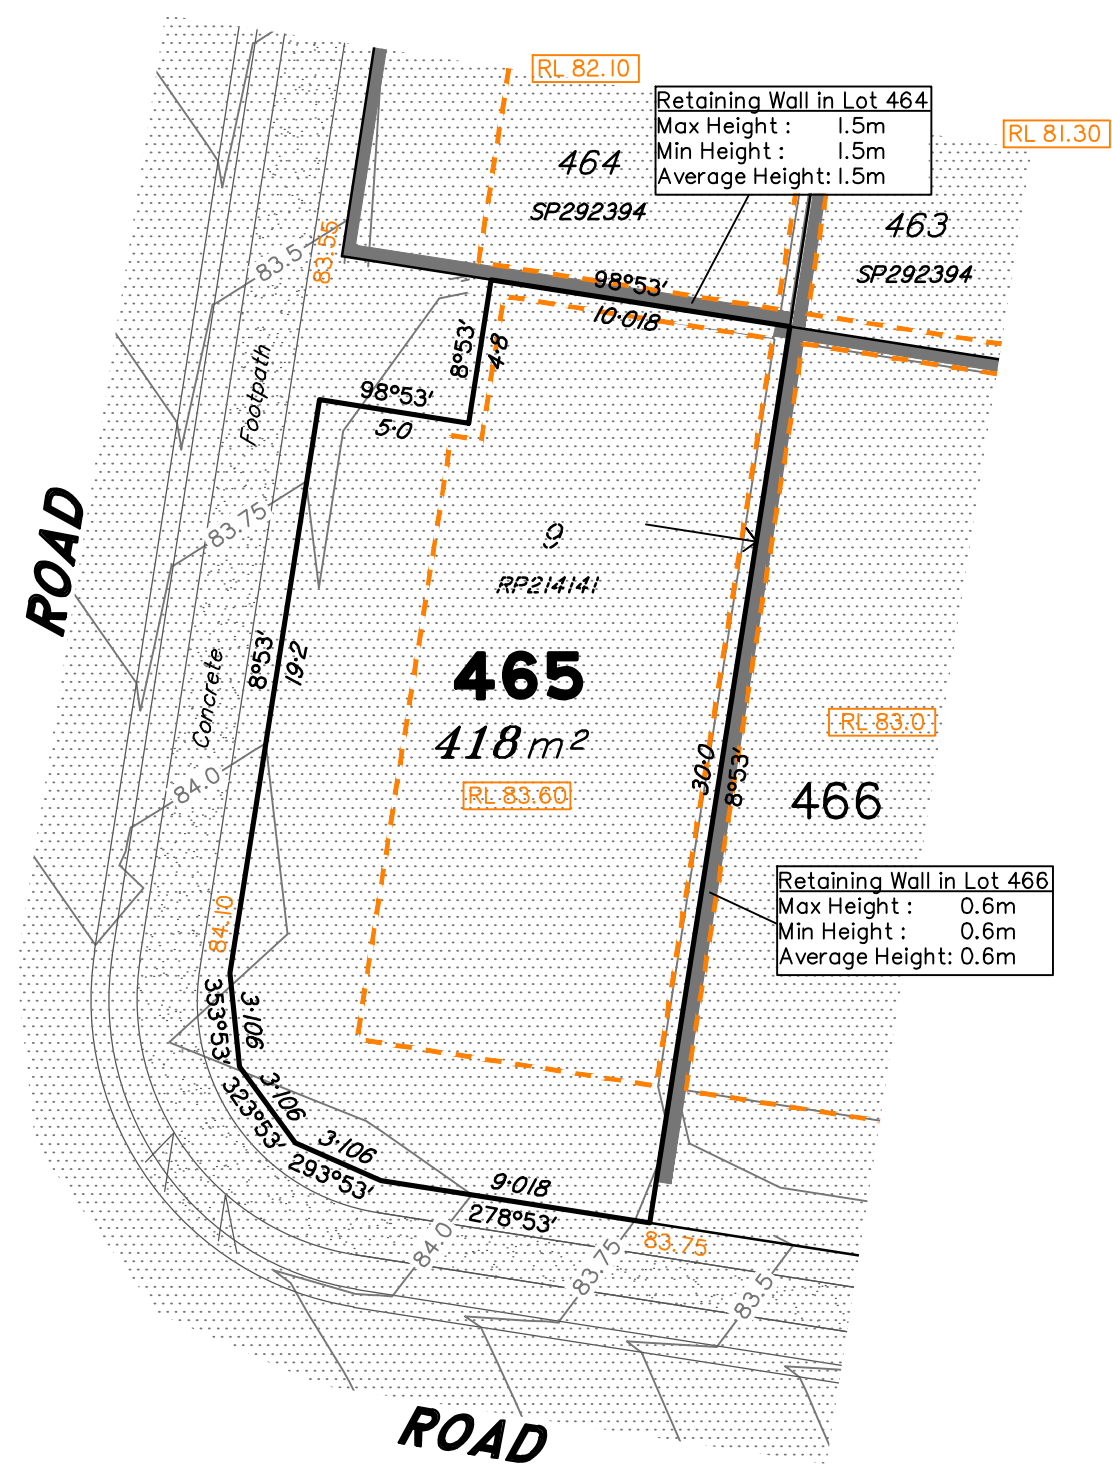 RL 82.10
Retaining Wall in Lot 464
Max Height : 1.5m
Min Height : 1.5m
Average Height: 1.5m
RL 81.30
464
SP292394
463
SP292394
83.5
83.55
98°53'
10·018
8°53'
4·8
98°53'
5·0
Footpath
83.75
ROAD
9
RP214141
8°53'
19·2
Concrete
465
418 m²
RL 83.60
84.0
30·0
8°53'
RL 83.0
466
Retaining Wall in Lot 466
Max Height : 0.6m
Min Height : 0.6m
Average Height: 0.6m
84.10
353°53'
3·106
323°53'
3·106
293°53'
3·106
9·018
278°53'
84.0
83.75
83.75
83.5
ROAD